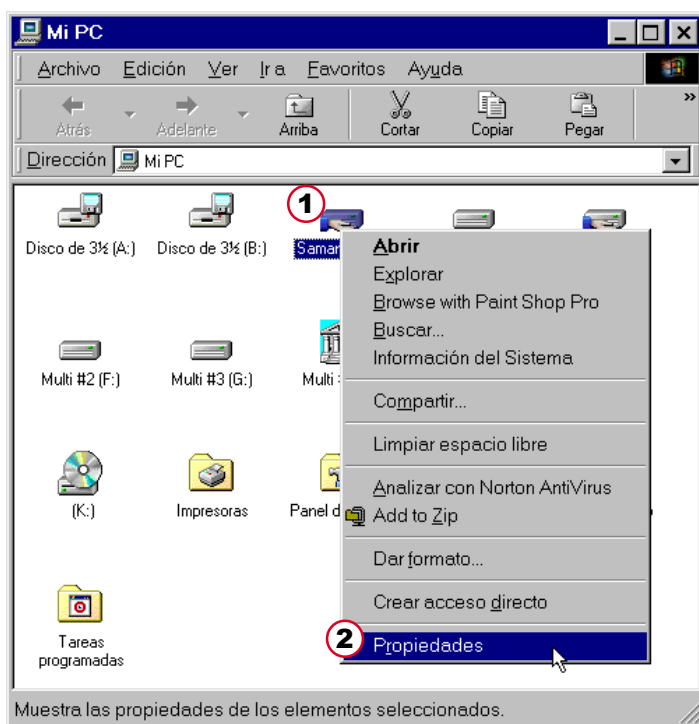 Mi PC
Archivo Edición Ver Ir a Favoritos Ayuda
Atrás Adelante Arriba Cortar Copiar Pegar »
Dirección Mi PC
1
Disco de 3½ (A:) Disco de 3½ (B:) Samar
Abrir
Explorar
Browse with Paint Shop Pro
Buscar...
Información del Sistema
Multi #2 (F:) Multi #3 (G:) Multi
Compartir...
Limpiar espacio libre
Analizar con Norton AntiVirus
(K:) Impresoras Panel d
Add to Zip
Dar formato...
Crear acceso directo
2
Propiedades
Tareas
programadas
Muestra las propiedades de los elementos seleccionados.